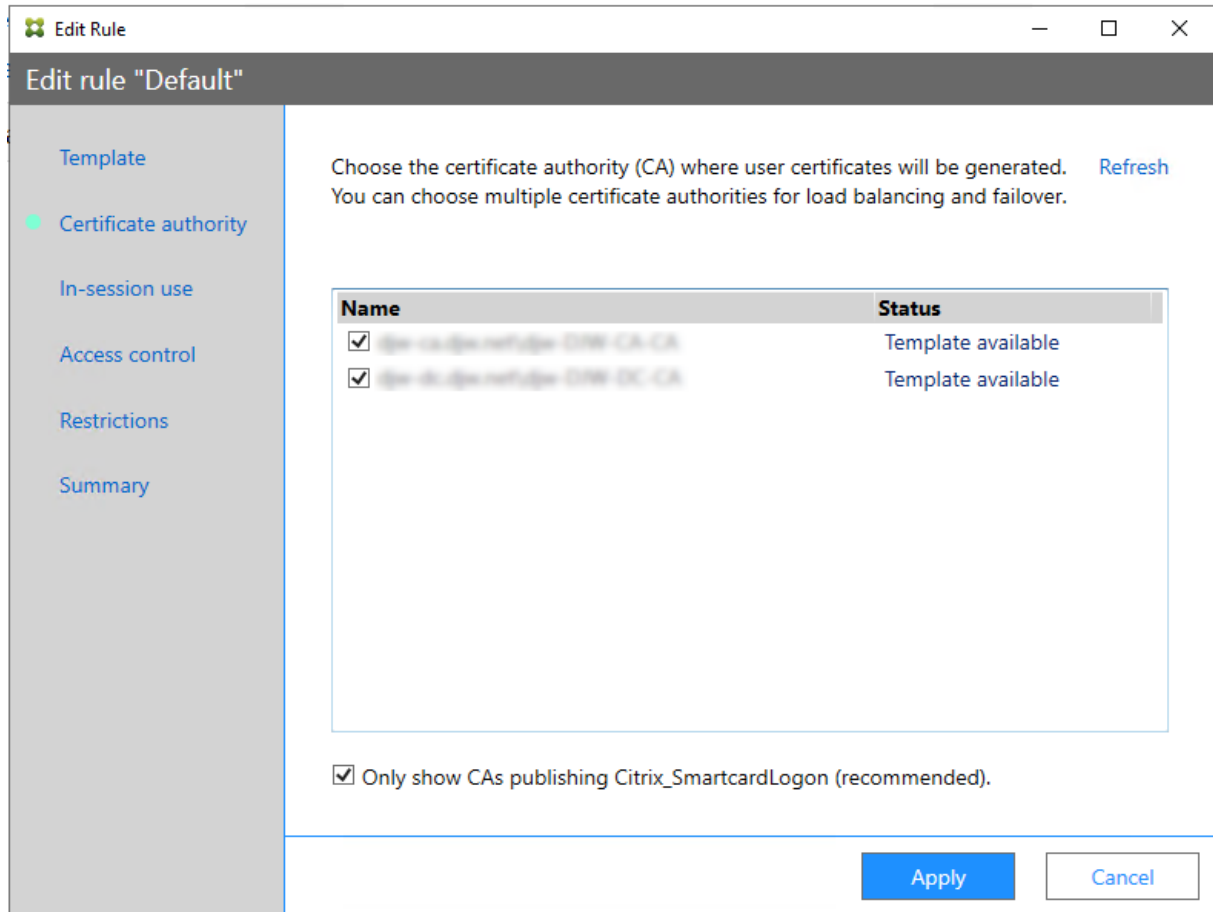 Edit Rule
Edit rule "Default"
Template
Certificate authority
In-session use
Access control
Restrictions
Summary
Choose the certificate authority (CA) where user certificates will be generated.
You can choose multiple certificate authorities for load balancing and failover.
Refresh
Name Status
Template available
Template available
Only show CAs publishing Citrix_SmartcardLogon (recommended).
Apply Cancel